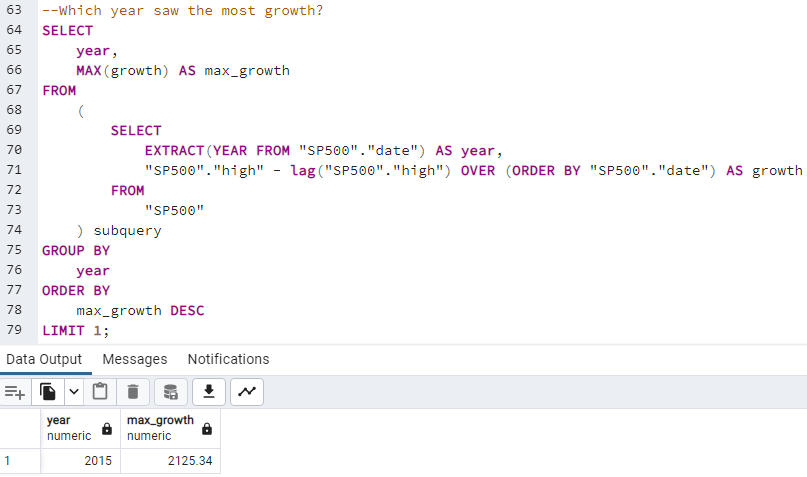 63 --Which year saw the most growth?
64 SELECT
65 year,
66 MAX(growth) AS max_growth
67 FROM
68 (
69 SELECT
70 EXTRACT(YEAR FROM "SP500"."date") AS year,
71 "SP500"."high" - lag("SP500"."high") OVER (ORDER BY "SP500"."date") AS growth
72 FROM
73 "SP500"
74 ) subquery
75 GROUP BY
76 year
77 ORDER BY
78 max_growth DESC
79 LIMIT 1;
Data Output Messages Notifications
year max_growth
numeric numeric
1 2015 2125.34